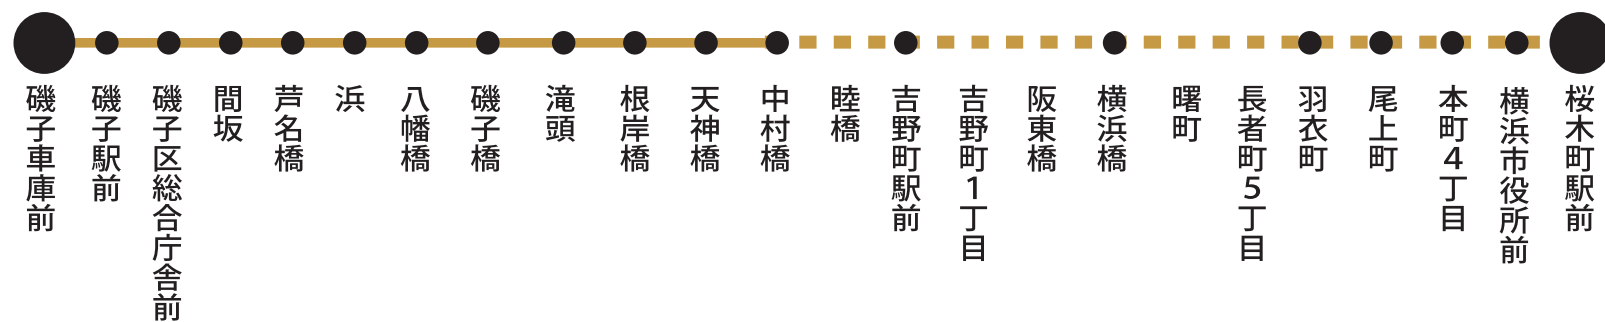 磯子車庫前
磯子駅前
磯子区総合庁舎前
間坂
芦名橋
浜
八幡橋
磯子橋
滝頭
根岸橋
天神橋
中村橋
睦橋
吉野町駅前
吉野町1丁目
阪東橋
横浜橋
曙町
長者町5丁目
羽衣町
尾上町
本町4丁目
横浜市役所前
桜木町駅前